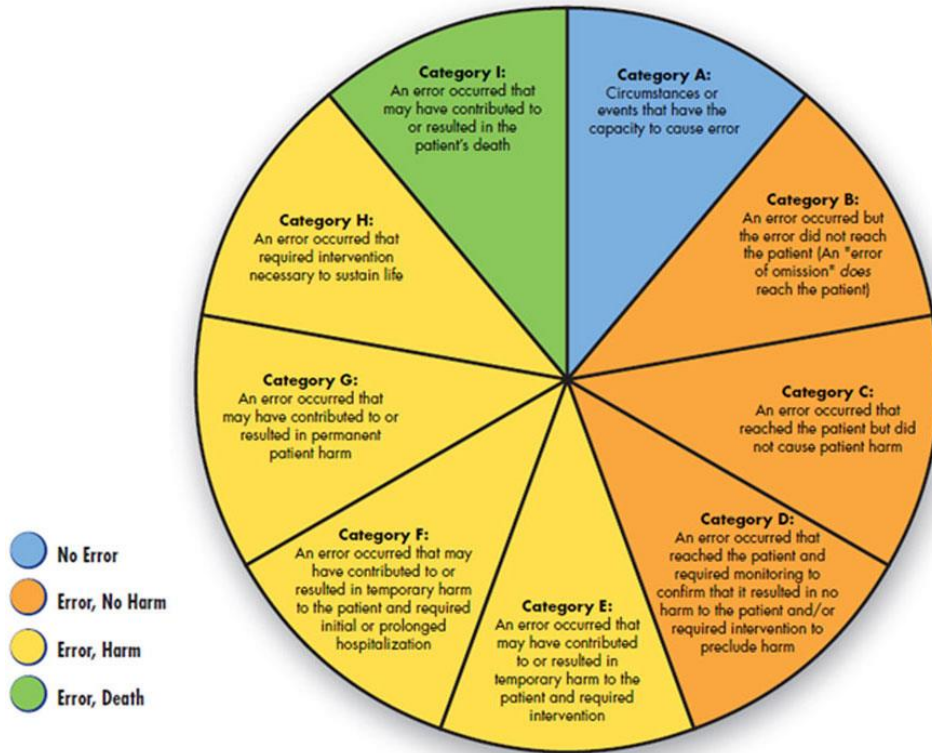 Category I:
An error occurred that
may have contributed to
or resulted in the
patient's death
Category A:
Circumstances or
events that have the
capacity to cause error
Category B:
An error occurred but
the error did not reach
the patient (An "error
of omission" does
reach the patient)
Category C:
An error occurred that
reached the patient but did
not cause patient harm
Category D:
An error occurred that
reached the patient and
required monitoring to
confirm that it resulted in no
harm to the patient and/or
required intervention to
preclude harm
Category E:
An error occurred that
may have contributed
to or resulted in
temporary harm to the
patient and required
intervention
Category F:
An error occurred that may
have contributed to or
resulted in temporary harm
to the patient and required
initial or prolonged
hospitalization
Category G:
An error occurred that
may have contributed to or
resulted in permanent
patient harm
Category H:
An error occurred that
required intervention
necessary to sustain life
No Error
Error, No Harm
Error, Harm
Error, Death